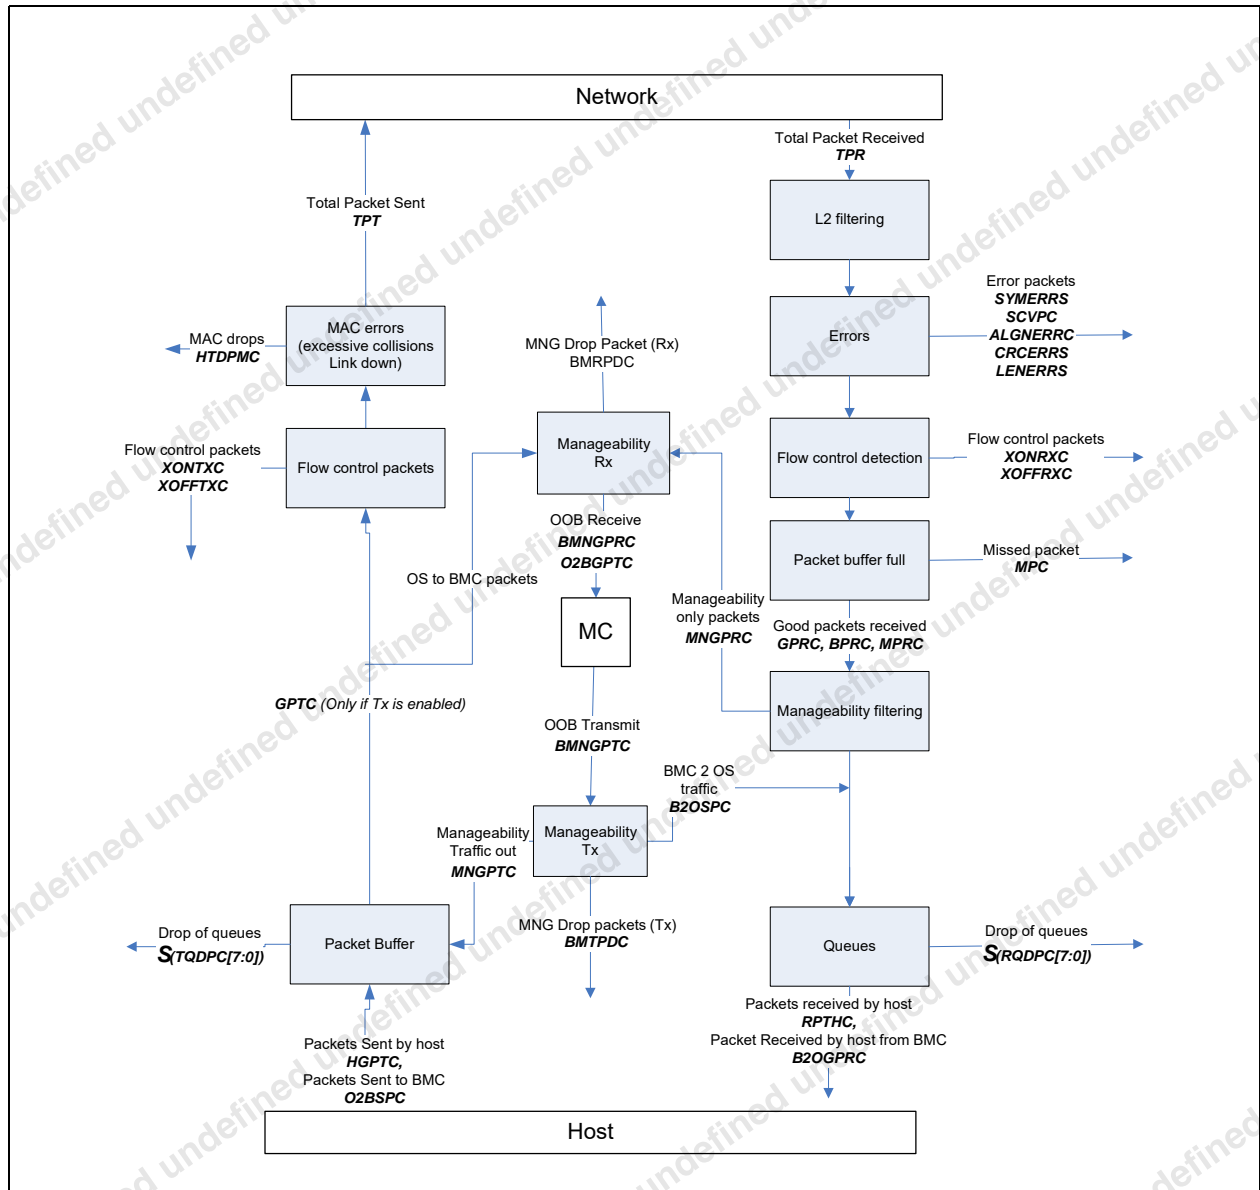 Network
Total Packet Received
TPR
L2 filtering
Total Packet Sent
TPT
Error packets
SYMERRS
SCVPC
ALGNERRC
CRCERRS
LENERRS
Errors
MAC errors
(excessive collisions
Link down)
MAC drops
HTDPMC
MNG Drop Packet (Rx)
BMRPDC
Manageability
Rx
Flow control packets
XONTXC
XOFFTXC
Flow control packets
Flow control detection
Flow control packets
XONRXC
XOFFRXC
OOB Receive
BMNGPRC
O2BGPTC
OS to BMC packets
Packet buffer full
Missed packet
MPC
Manageability
only packets
MNGPRC
MC
Good packets received
GPRC, BPRC, MPRC
GPTC (Only if Tx is enabled)
Manageability filtering
OOB Transmit
BMNGPTC
BMC 2 OS
traffic
B2OSPC
Manageability
Traffic out
MNGPTC
Manageability
Tx
MNG Drop packets (Tx)
BMTPDC
Drop of queues
S(TQDPC[7:0])
Packet Buffer
Queues
Drop of queues
S(RQDPC[7:0])
Packets received by host
RPTHC,
Packet Received by host from BMC
B2OGPRC
Packets Sent by host
HGPTC,
Packets Sent to BMC
O2BSPC
Host
undefined undefined undefined undefined undefined undefined